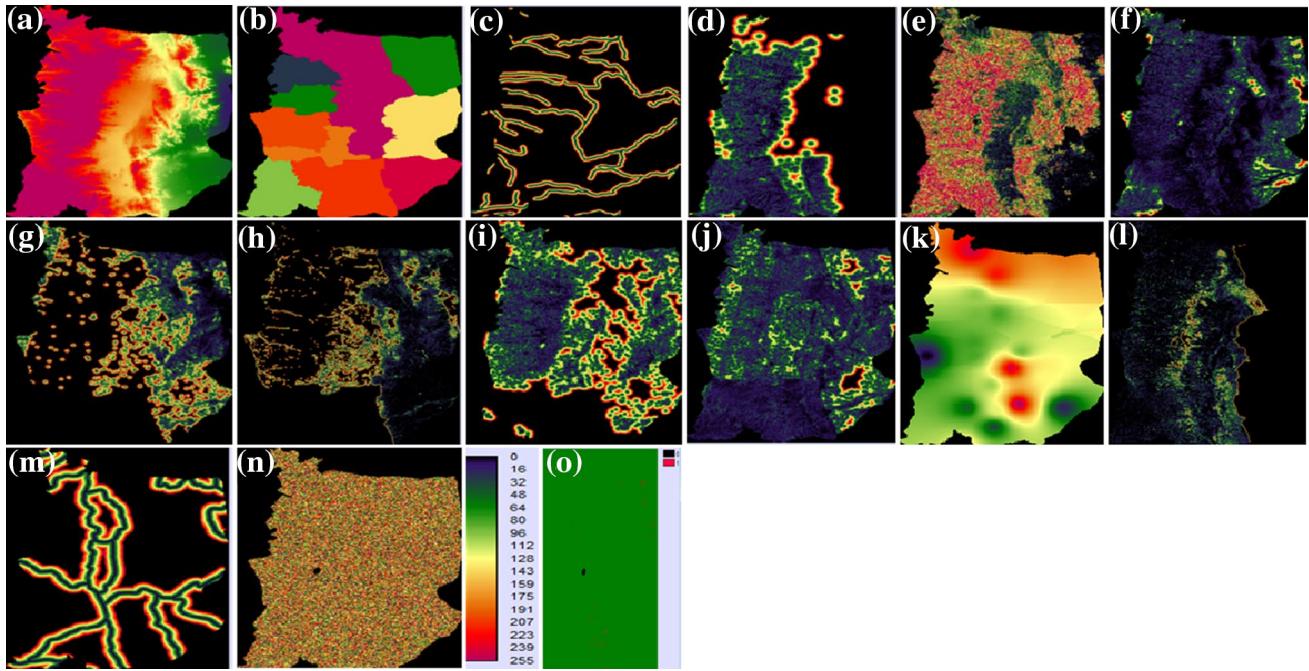 (a)
(b)
(c)
(d)
(e)
(f)
(g)
(h)
(i)
(j)
(k)
(l)
(m)
(n)
(o)
0
16
32
48
64
80
96
112
128
143
159
175
191
207
223
239
255